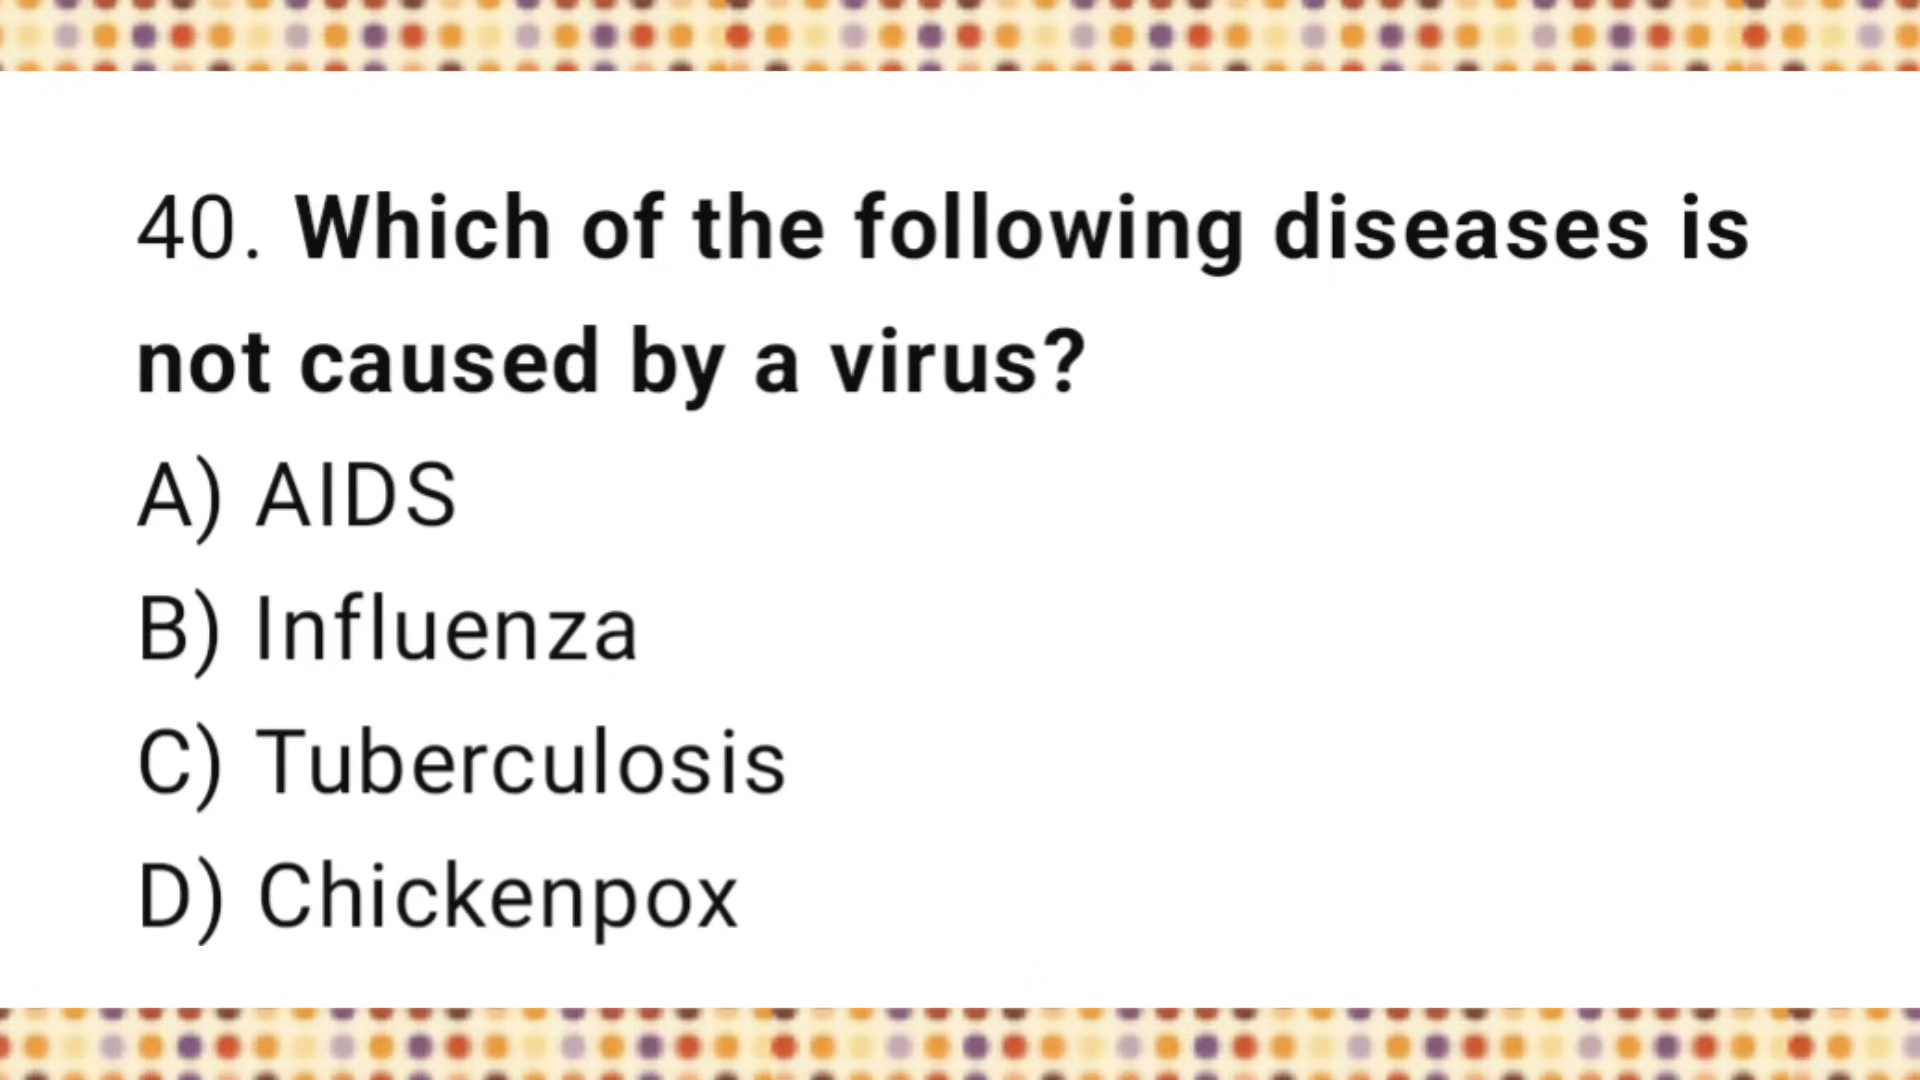 40. Which of the following diseases is
not caused by a virus?
A) AIDS
B) Influenza
C) Tuberculosis
D) Chickenpox